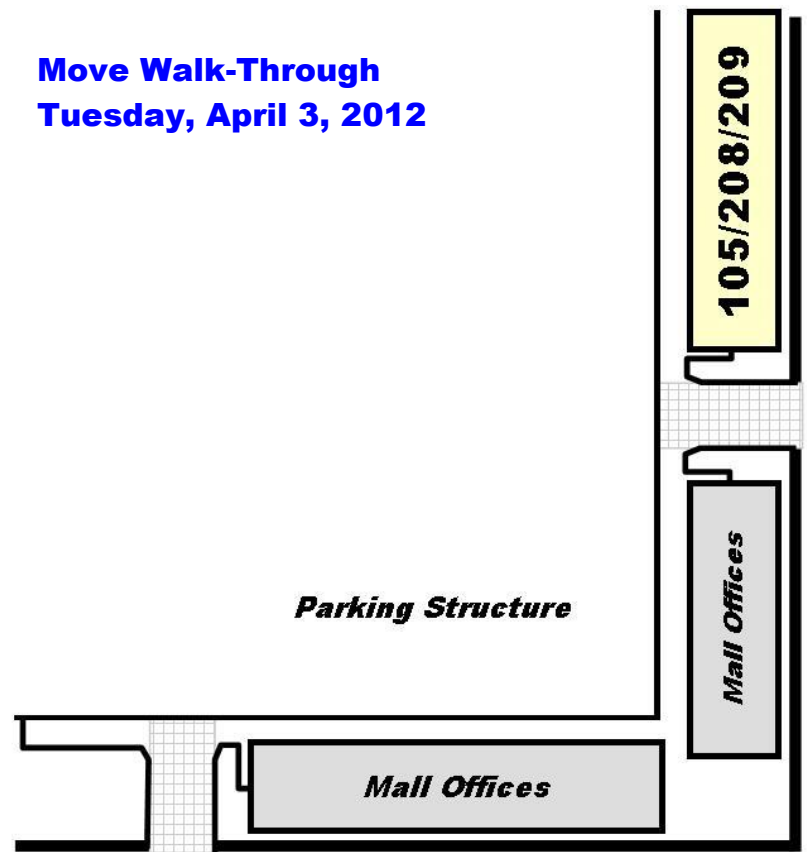 Move Walk-Through
Tuesday, April 3, 2012
105/208/209
Mall Offices
Parking Structure
Mall Offices